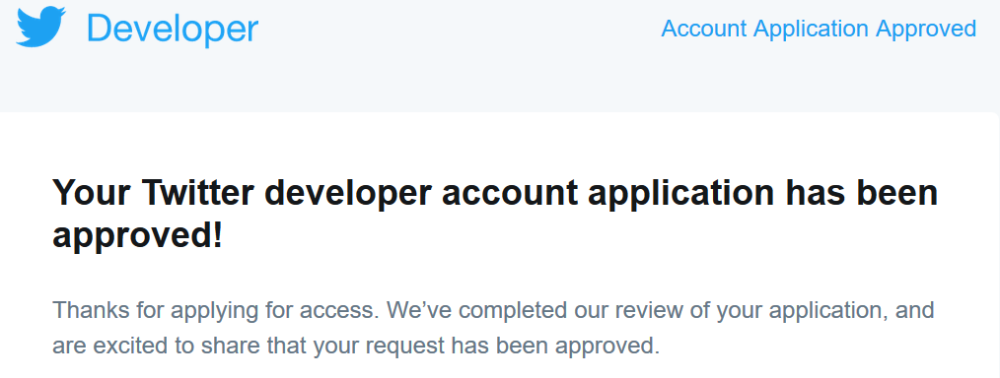 Developer
Account Application Approved
Your Twitter developer account application has been
approved!
Thanks for applying for access. We’ve completed our review of your application, and
are excited to share that your request has been approved.